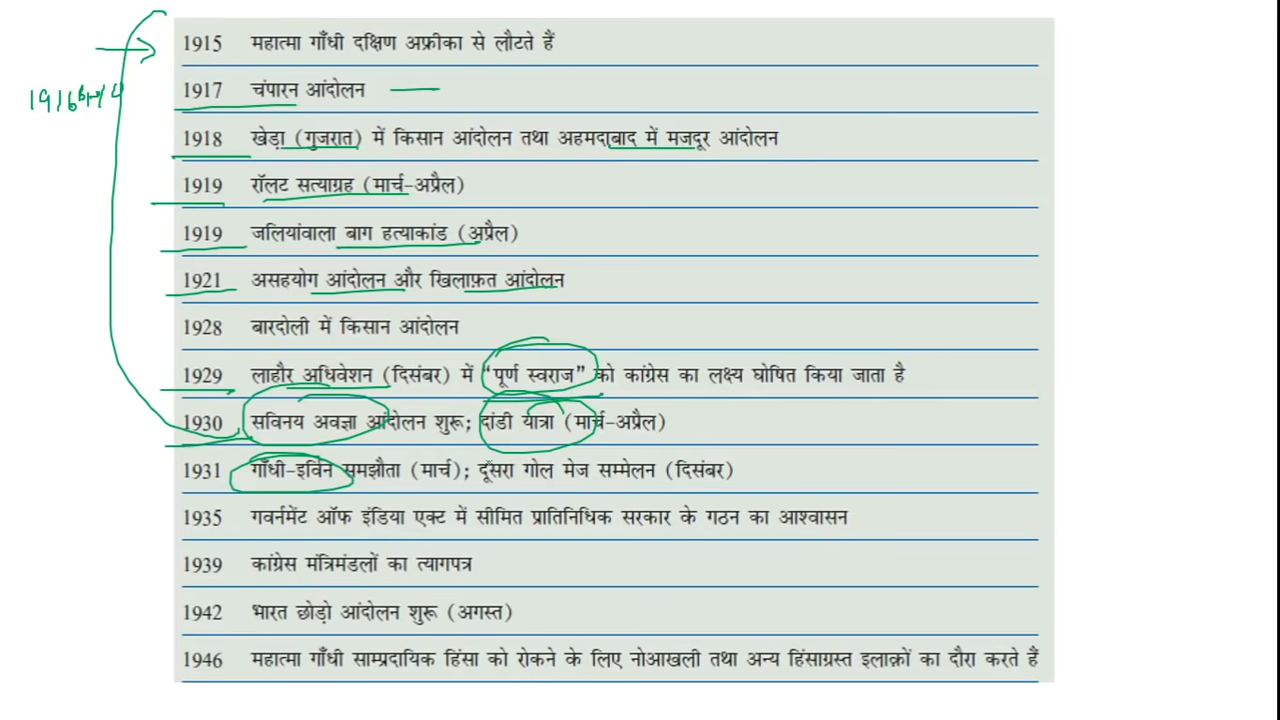 1915 महात्मा गाँधी दक्षिण अफ्रीका से लौटते हैं
1917 चंपारन आंदोलन
1916
1918 खेड़ा (गुजरात) में किसान आंदोलन तथा अहमदाबाद में मजदूर आंदोलन
1919 रॉलट सत्याग्रह (मार्च-अप्रैल)
1919 जलियांवाला बाग हत्याकांड (अप्रैल)
1921 असहयोग आंदोलन और खिलाफ़त आंदोलन
1928 बारदोली में किसान आंदोलन
1929 लाहौर अधिवेशन (दिसंबर) में “पूर्ण स्वराज” को कांग्रेस का लक्ष्य घोषित किया जाता है
1930 सविनय अवज्ञा आंदोलन शुरू; दांडी यात्रा (मार्च-अप्रैल)
1931 गाँधी-इर्विन समझौता (मार्च); दूसरा गोल मेज सम्मेलन (दिसंबर)
1935 गवर्नमेंट ऑफ इंडिया एक्ट में सीमित प्रातिनिधिक सरकार के गठन का आश्वासन
1939 कांग्रेस मंत्रिमंडलों का त्यागपत्र
1942 भारत छोड़ो आंदोलन शुरू (अगस्त)
1946 महात्मा गाँधी साम्प्रदायिक हिंसा को रोकने के लिए नोआखली तथा अन्य हिंसाग्रस्त इलाक़ों का दौरा करते हैं